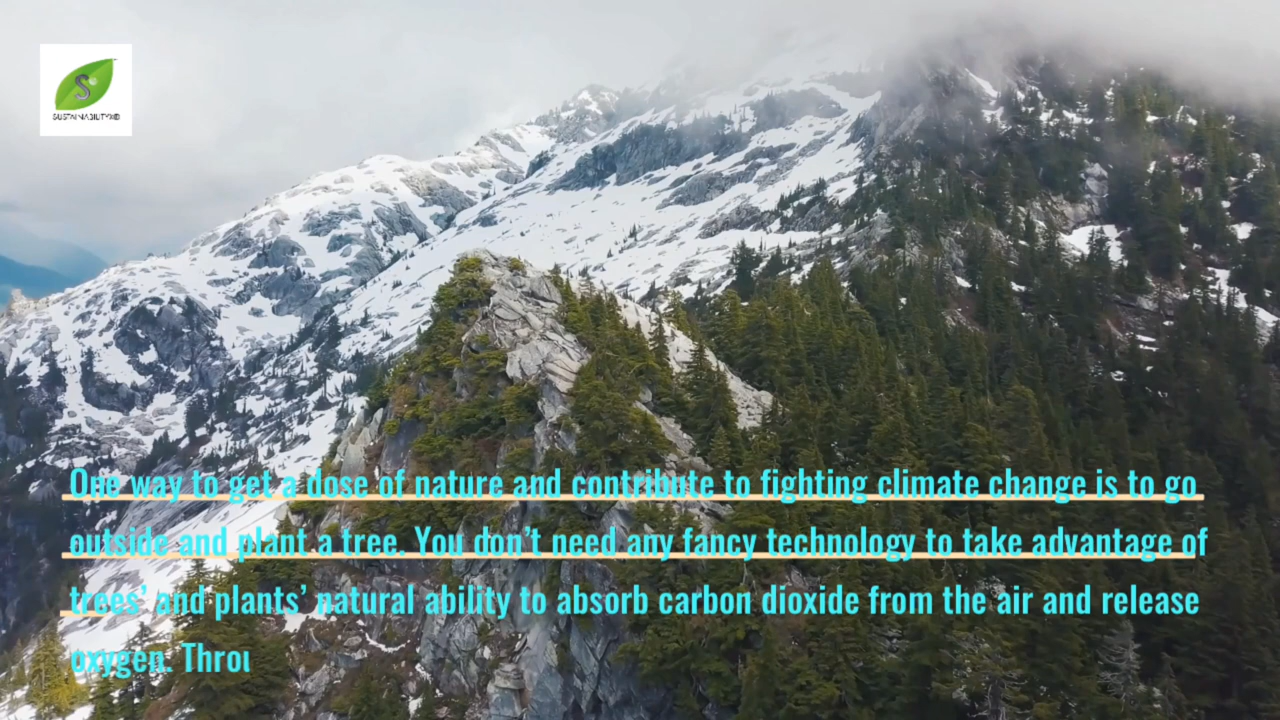 S
SUSTAINABILITYX®
One way to get a dose of nature and contribute to fighting climate change is to go
outside and plant a tree. You don’t need any fancy technology to take advantage of
trees’ and plants’ natural ability to absorb carbon dioxide from the air and release
oxygen. Throu